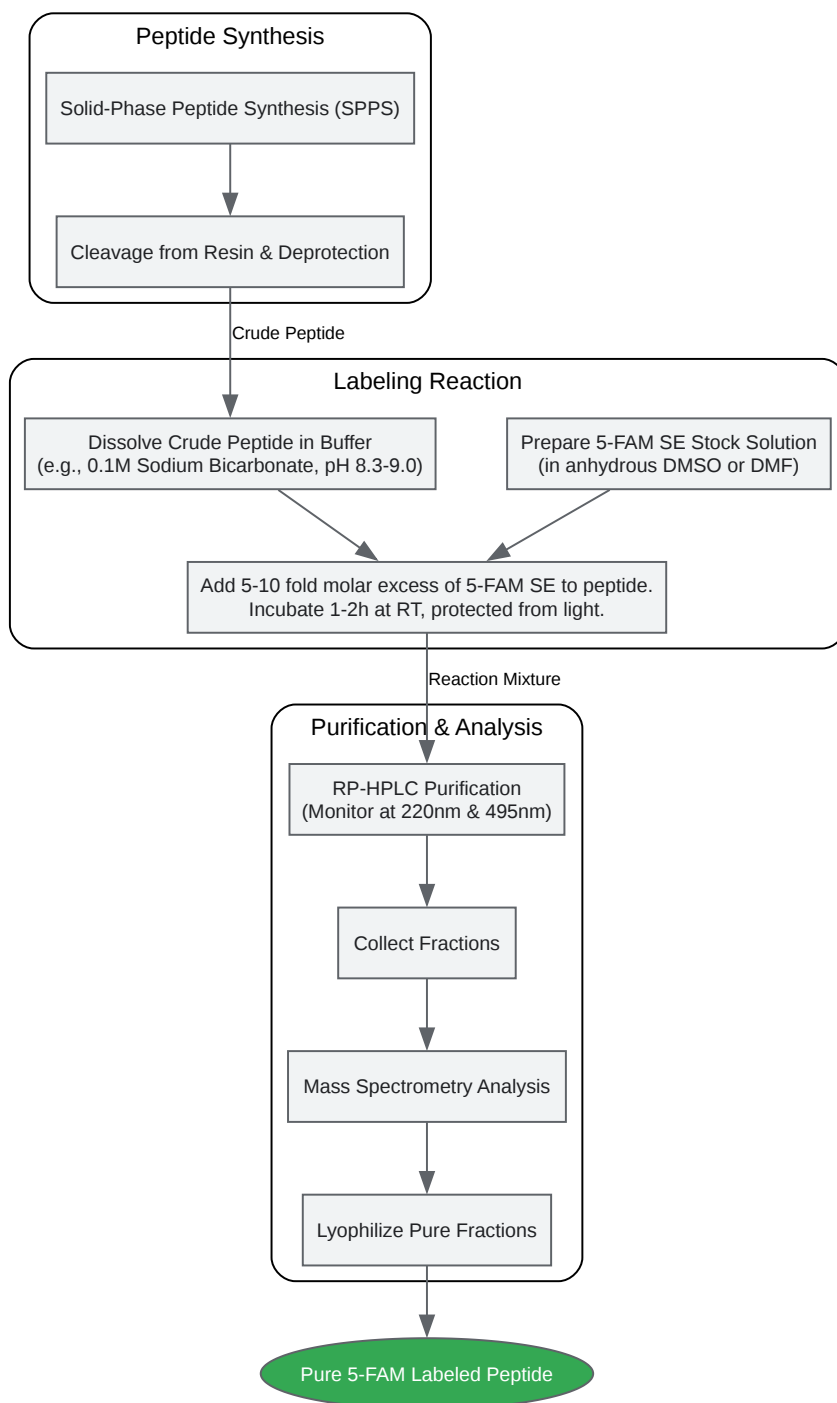 Peptide Synthesis
Solid-Phase Peptide Synthesis (SPPS)
Cleavage from Resin & Deprotection
Crude Peptide
Labeling Reaction
Dissolve Crude Peptide in Buffer
(e.g., 0.1M Sodium Bicarbonate, pH 8.3-9.0)
Prepare 5-FAM SE Stock Solution
(in anhydrous DMSO or DMF)
Add 5-10 fold molar excess of 5-FAM SE to peptide.
Incubate 1-2h at RT, protected from light.
Reaction Mixture
Purification & Analysis
RP-HPLC Purification
(Monitor at 220nm & 495nm)
Collect Fractions
Mass Spectrometry Analysis
Lyophilize Pure Fractions
Pure 5-FAM Labeled Peptide